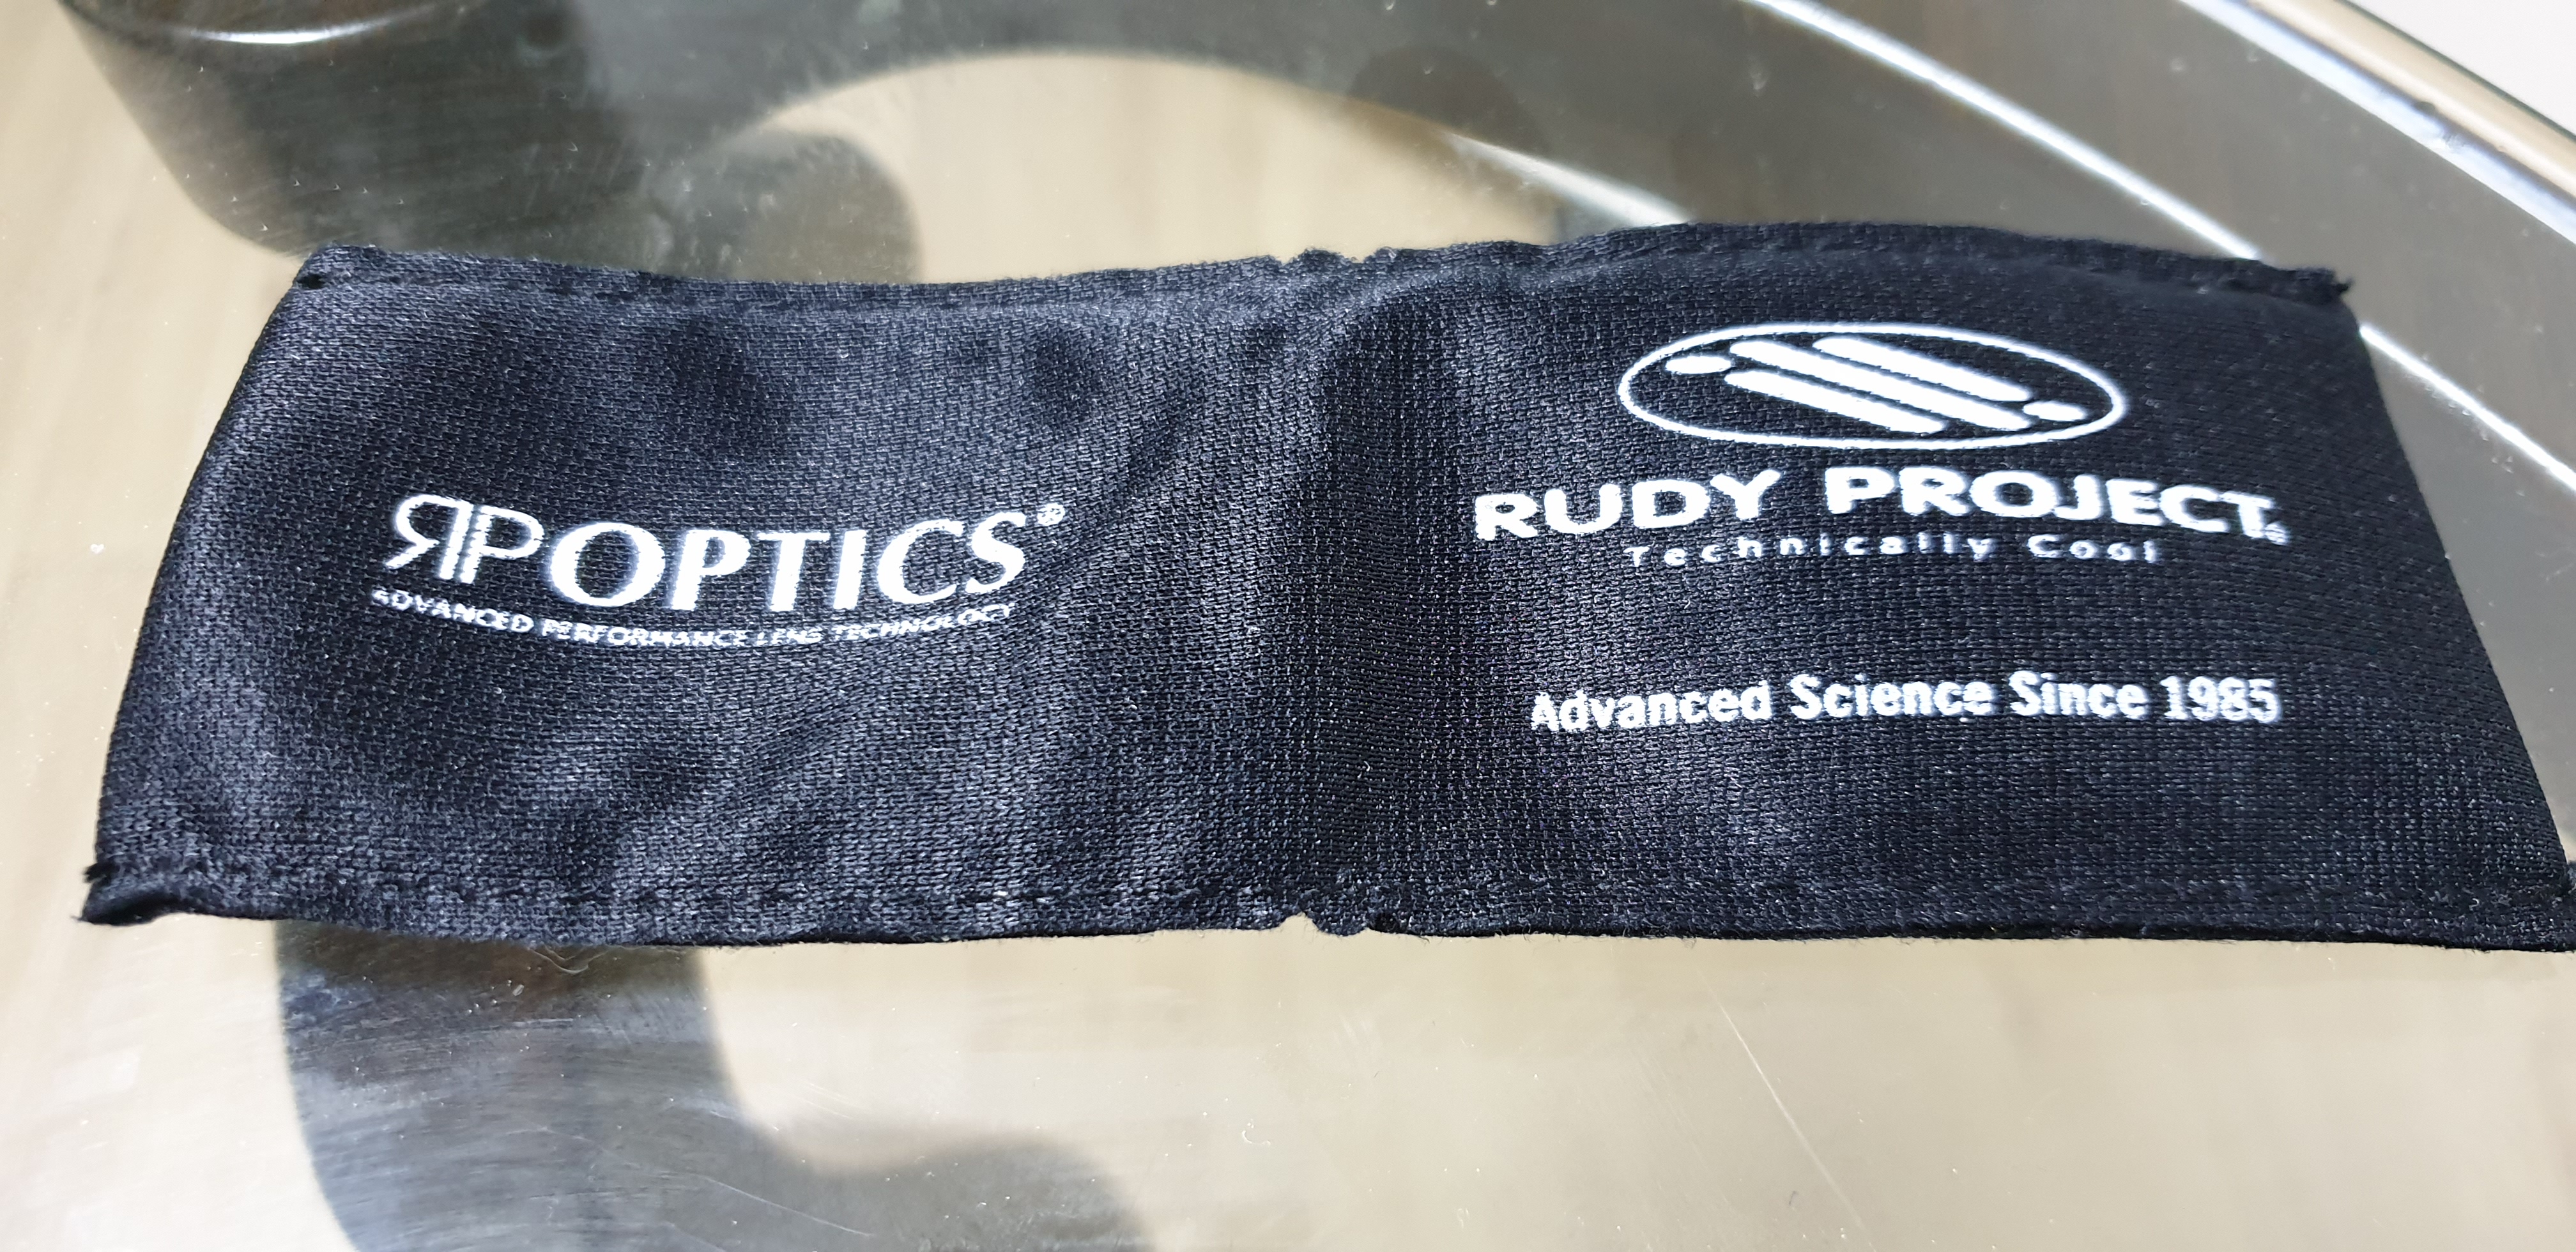 RPOPTICS®
ADVANCED PERFORMANCE LENS TECHNOLOGY
RUDY PROJECT®
Technically Cool
Advanced Science Since 1985